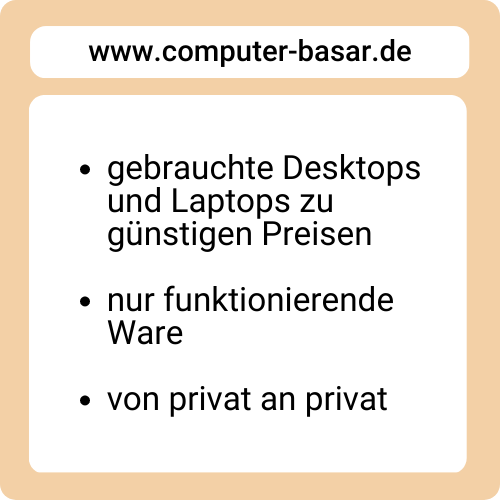 www.computer-basar.de
• gebrauchte Desktops
und Laptops zu
günstigen Preisen
• nur funktionierende
Ware
• von privat an privat